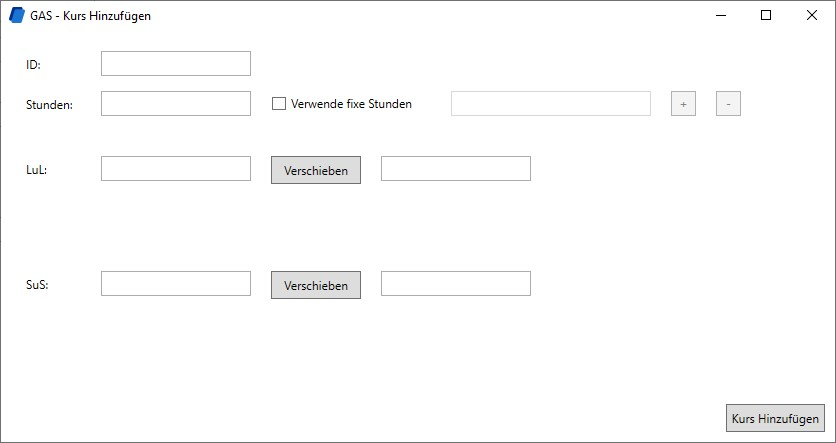 GAS - Kurs Hinzufügen
ID:
Stunden: Verwende fixe Stunden + -
LuL: Verschieben
SuS: Verschieben
Kurs Hinzufügen